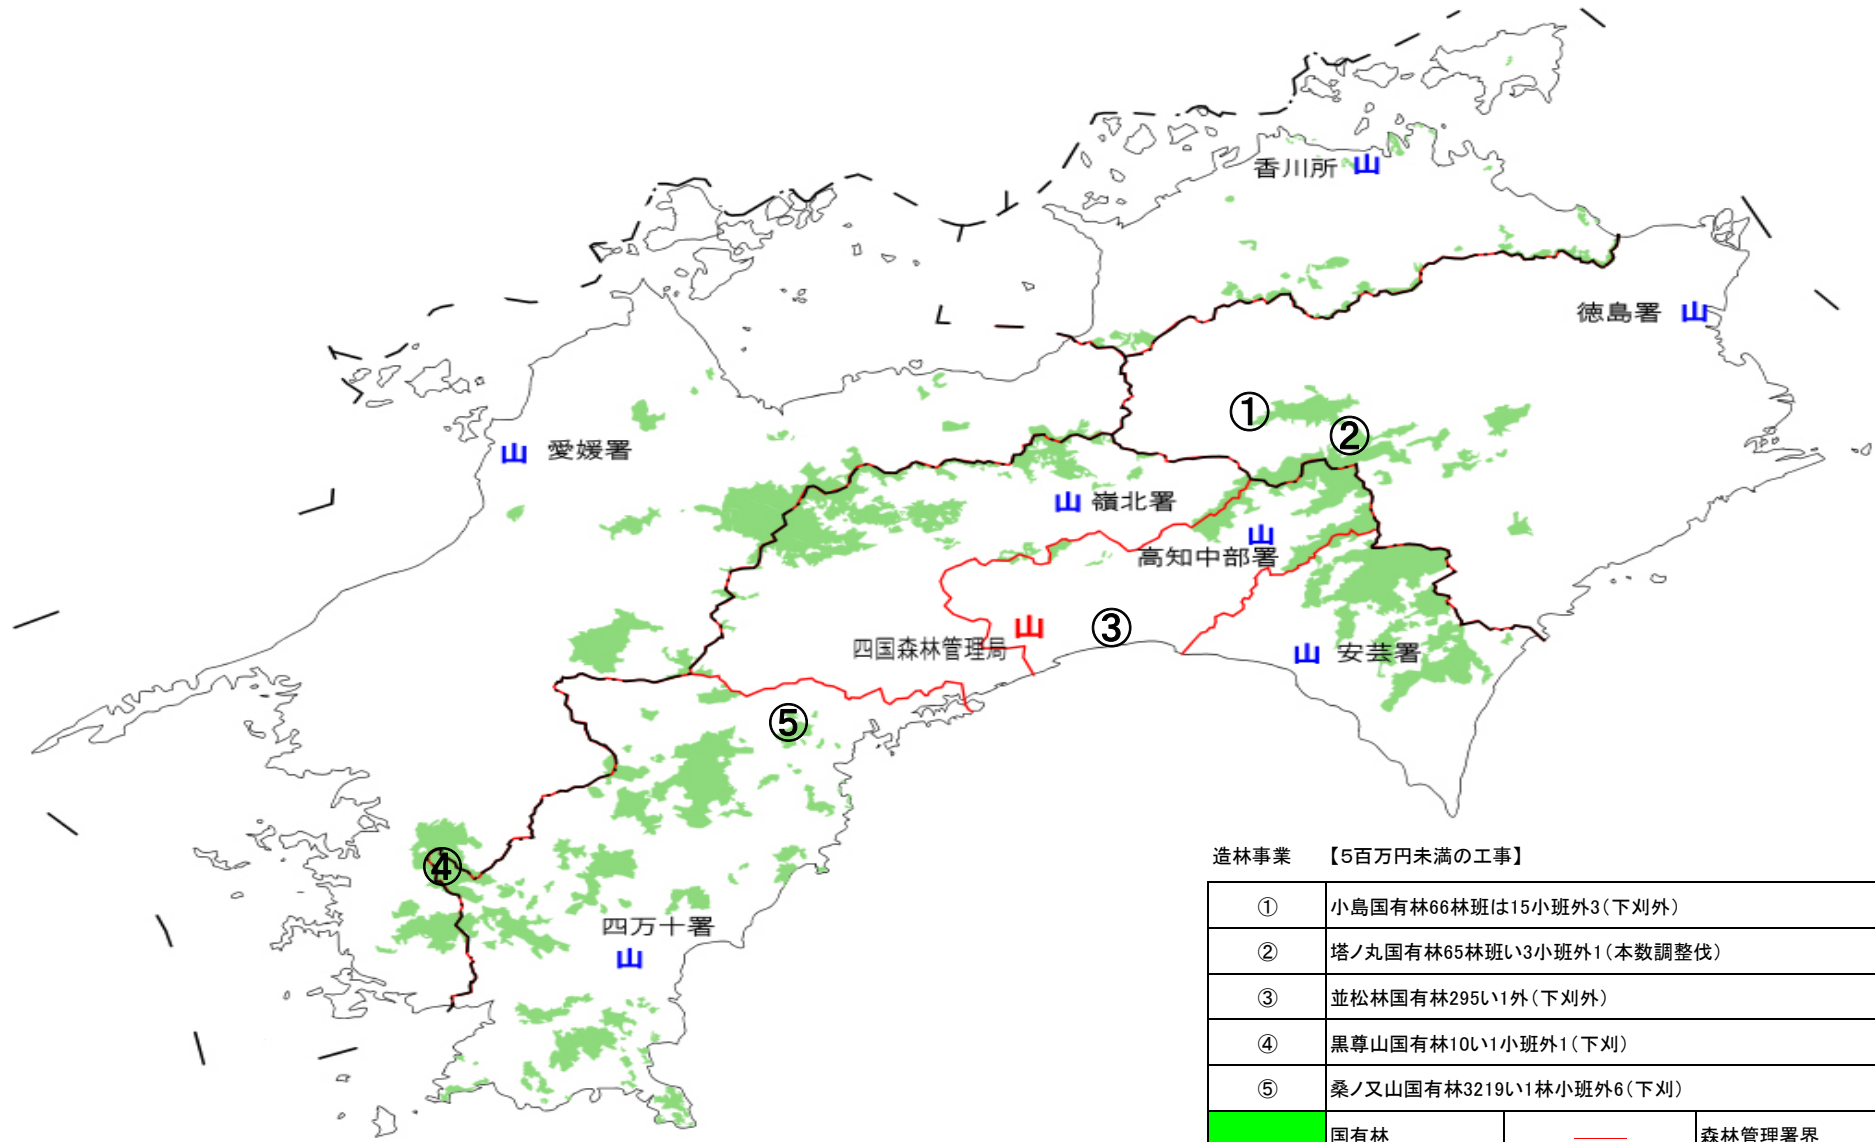 香川所 山
徳島署 山
①
②
山 愛媛署
山 嶺北署
山
高知中部署
山
四国森林管理局
③
山 安芸署
⑤
④
四万十署
山
造林事業 【5百万円未満の工事】
① 小島国有林66林班は15小班外3(下刈外)
② 塔ノ丸国有林65林班い3小班外1(本数調整伐)
③ 並松林国有林295い1外(下刈外)
④ 黒尊山国有林10い1小班外1(下刈)
⑤ 桑ノ又山国有林3219い1林小班外6(下刈)
国有林 森林管理署界